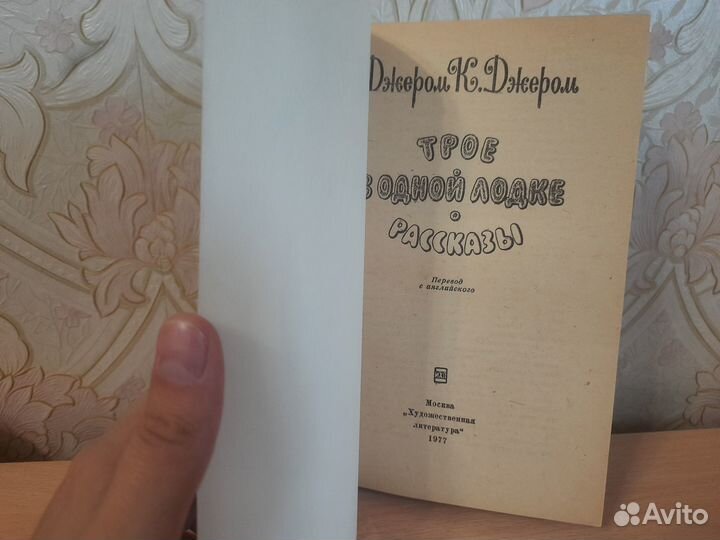 Джером К. Джером
ТРОЕ
В ОДНОЙ ЛОДКЕ
РАССКАЗЫ
Перевод
с английского
Москва
„Художественная
литература“
1977
Avito